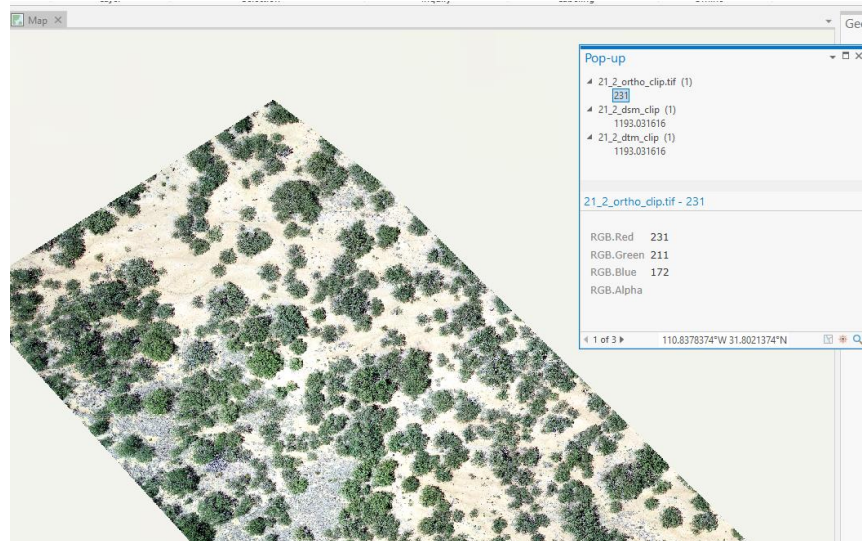 Map
Pop-up
21_2_ortho_clip.tif (1)
231
21_2_dsm_clip (1)
1193.031616
21_2_dtm_clip (1)
1193.031616
21_2_ortho_clip.tif - 231
RGB.Red 231
RGB.Green 211
RGB.Blue 172
RGB.Alpha
1 of 3
110.8378374°W 31.8021374°N